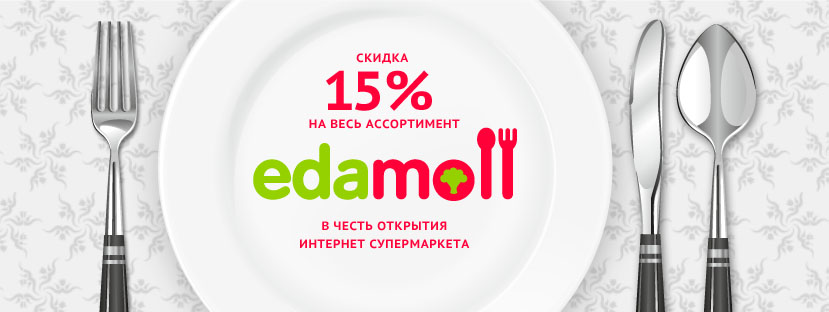 СКИДКА
15%
НА ВЕСЬ АССОРТИМЕНТ
edamoll
В ЧЕСТЬ ОТКРЫТИЯ
ИНТЕРНЕТ СУПЕРМАРКЕТА